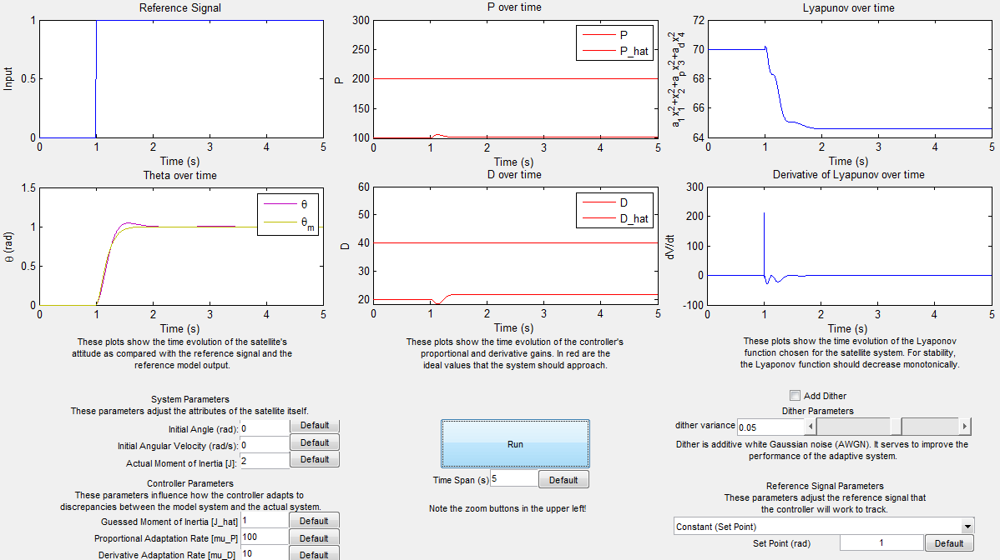 Reference Signal
1
0.5
0
Input
0 1 2 3 4 5
Time (s)
P over time
300
250
200
150
100
P
P
P_hat
0 1 2 3 4 5
Time (s)
Lyapunov over time
72
70
68
66
64
a₁x₁²+x₂²+aₚx₃²+a_dx₄²
0 1 2 3 4 5
Time (s)
Theta over time
1.5
1
0.5
0
θ (rad)
θ
θₘ
0 1 2 3 4 5
Time (s)
D over time
60
50
40
30
20
D
D
D_hat
0 1 2 3 4 5
Time (s)
Derivative of Lyapunov over time
300
200
100
0
-100
dV/dt
0 1 2 3 4 5
Time (s)
These plots show the time evolution of the satellite's
attitude as compared with the reference signal and the
reference model output.
These plots show the time evolution of the controller's
proportional and derivative gains. In red are the
ideal values that the system should approach.
These plots show the time evolution of the Lyaponov
function chosen for the satellite system. For stability,
the Lyaponov function should decrease monotonically.
System Parameters
These parameters adjust the attributes of the satellite itself.
Initial Angle (rad): 0 Default
Initial Angular Velocity (rad/s): 0 Default
Actual Moment of Inertia [J]: 2 Default
Controller Parameters
These parameters influence how the controller adapts to
discrepancies between the model system and the actual system.
Guessed Moment of Inertia [J_hat] 1 Default
Proportional Adaptation Rate [mu_P] 100 Default
Derivative Adaptation Rate [mu_D] 10 Default
Run
Time Span (s) 5 Default
Note the zoom buttons in the upper left!
Add Dither
Dither Parameters
dither variance 0.05
Dither is additive white Gaussian noise (AWGN). It serves to improve the
performance of the adaptive system.
Reference Signal Parameters
These parameters adjust the reference signal that
the controller will work to track.
Constant (Set Point)
Set Point (rad) 1 Default